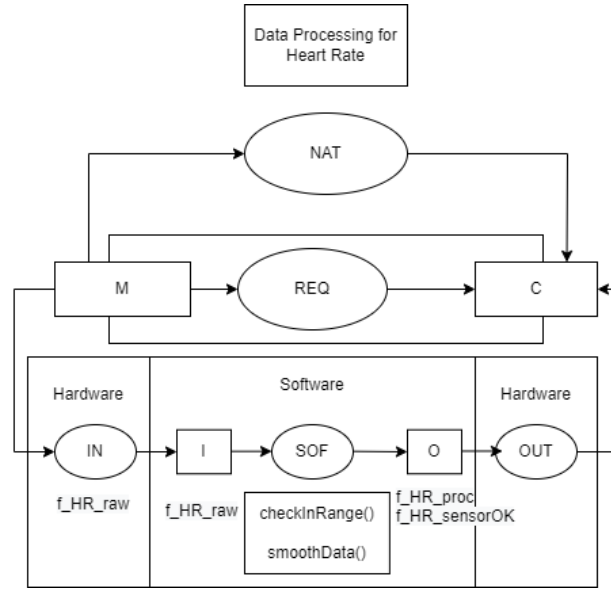 Data Processing for
Heart Rate
NAT
M
REQ
C
Hardware
Software
Hardware
IN
I
SOF
O
OUT
f_HR_raw
f_HR_raw
f_HR_proc
f_HR_sensorOK
checkInRange()
smoothData()